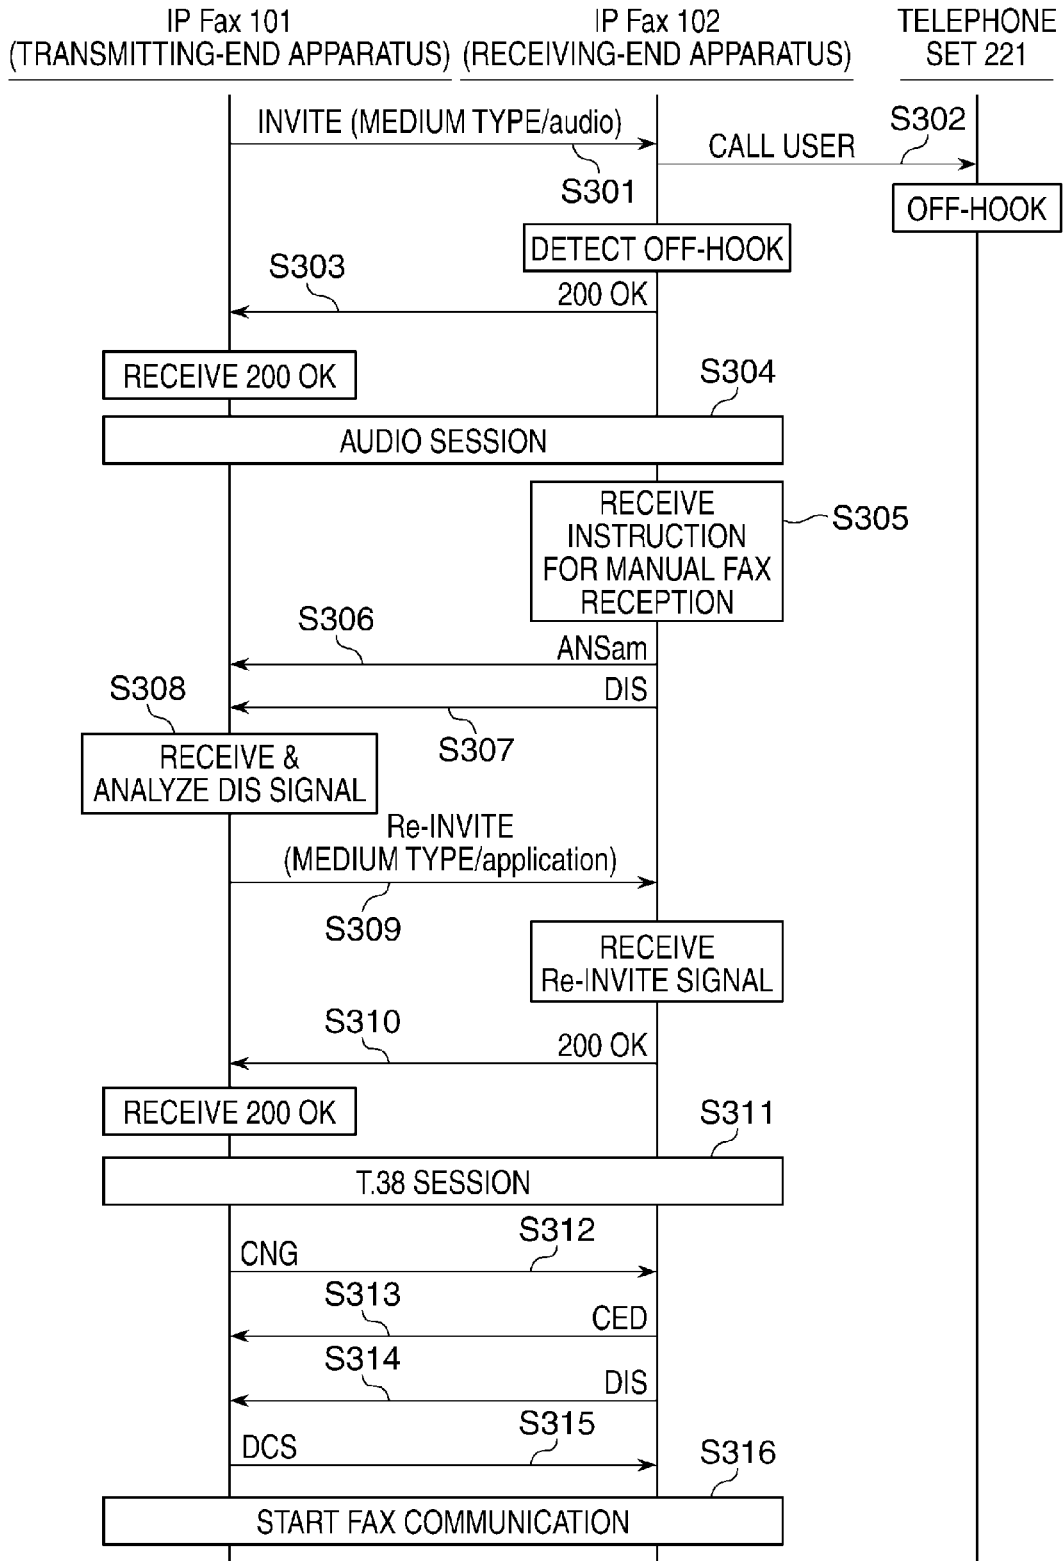 IP Fax 101
(TRANSMITTING-END APPARATUS)
IP Fax 102
(RECEIVING-END APPARATUS)
TELEPHONE
SET 221
INVITE (MEDIUM TYPE/audio)
S301
CALL USER
S302
OFF-HOOK
DETECT OFF-HOOK
S303
200 OK
RECEIVE 200 OK
S304
AUDIO SESSION
RECEIVE
INSTRUCTION
FOR MANUAL FAX
RECEPTION
S305
S306
ANSam
DIS
S307
S308
RECEIVE &
ANALYZE DIS SIGNAL
Re-INVITE
(MEDIUM TYPE/application)
S309
RECEIVE
Re-INVITE SIGNAL
S310
200 OK
RECEIVE 200 OK
S311
T.38 SESSION
CNG
S312
S313
CED
S314
DIS
DCS
S315
S316
START FAX COMMUNICATION